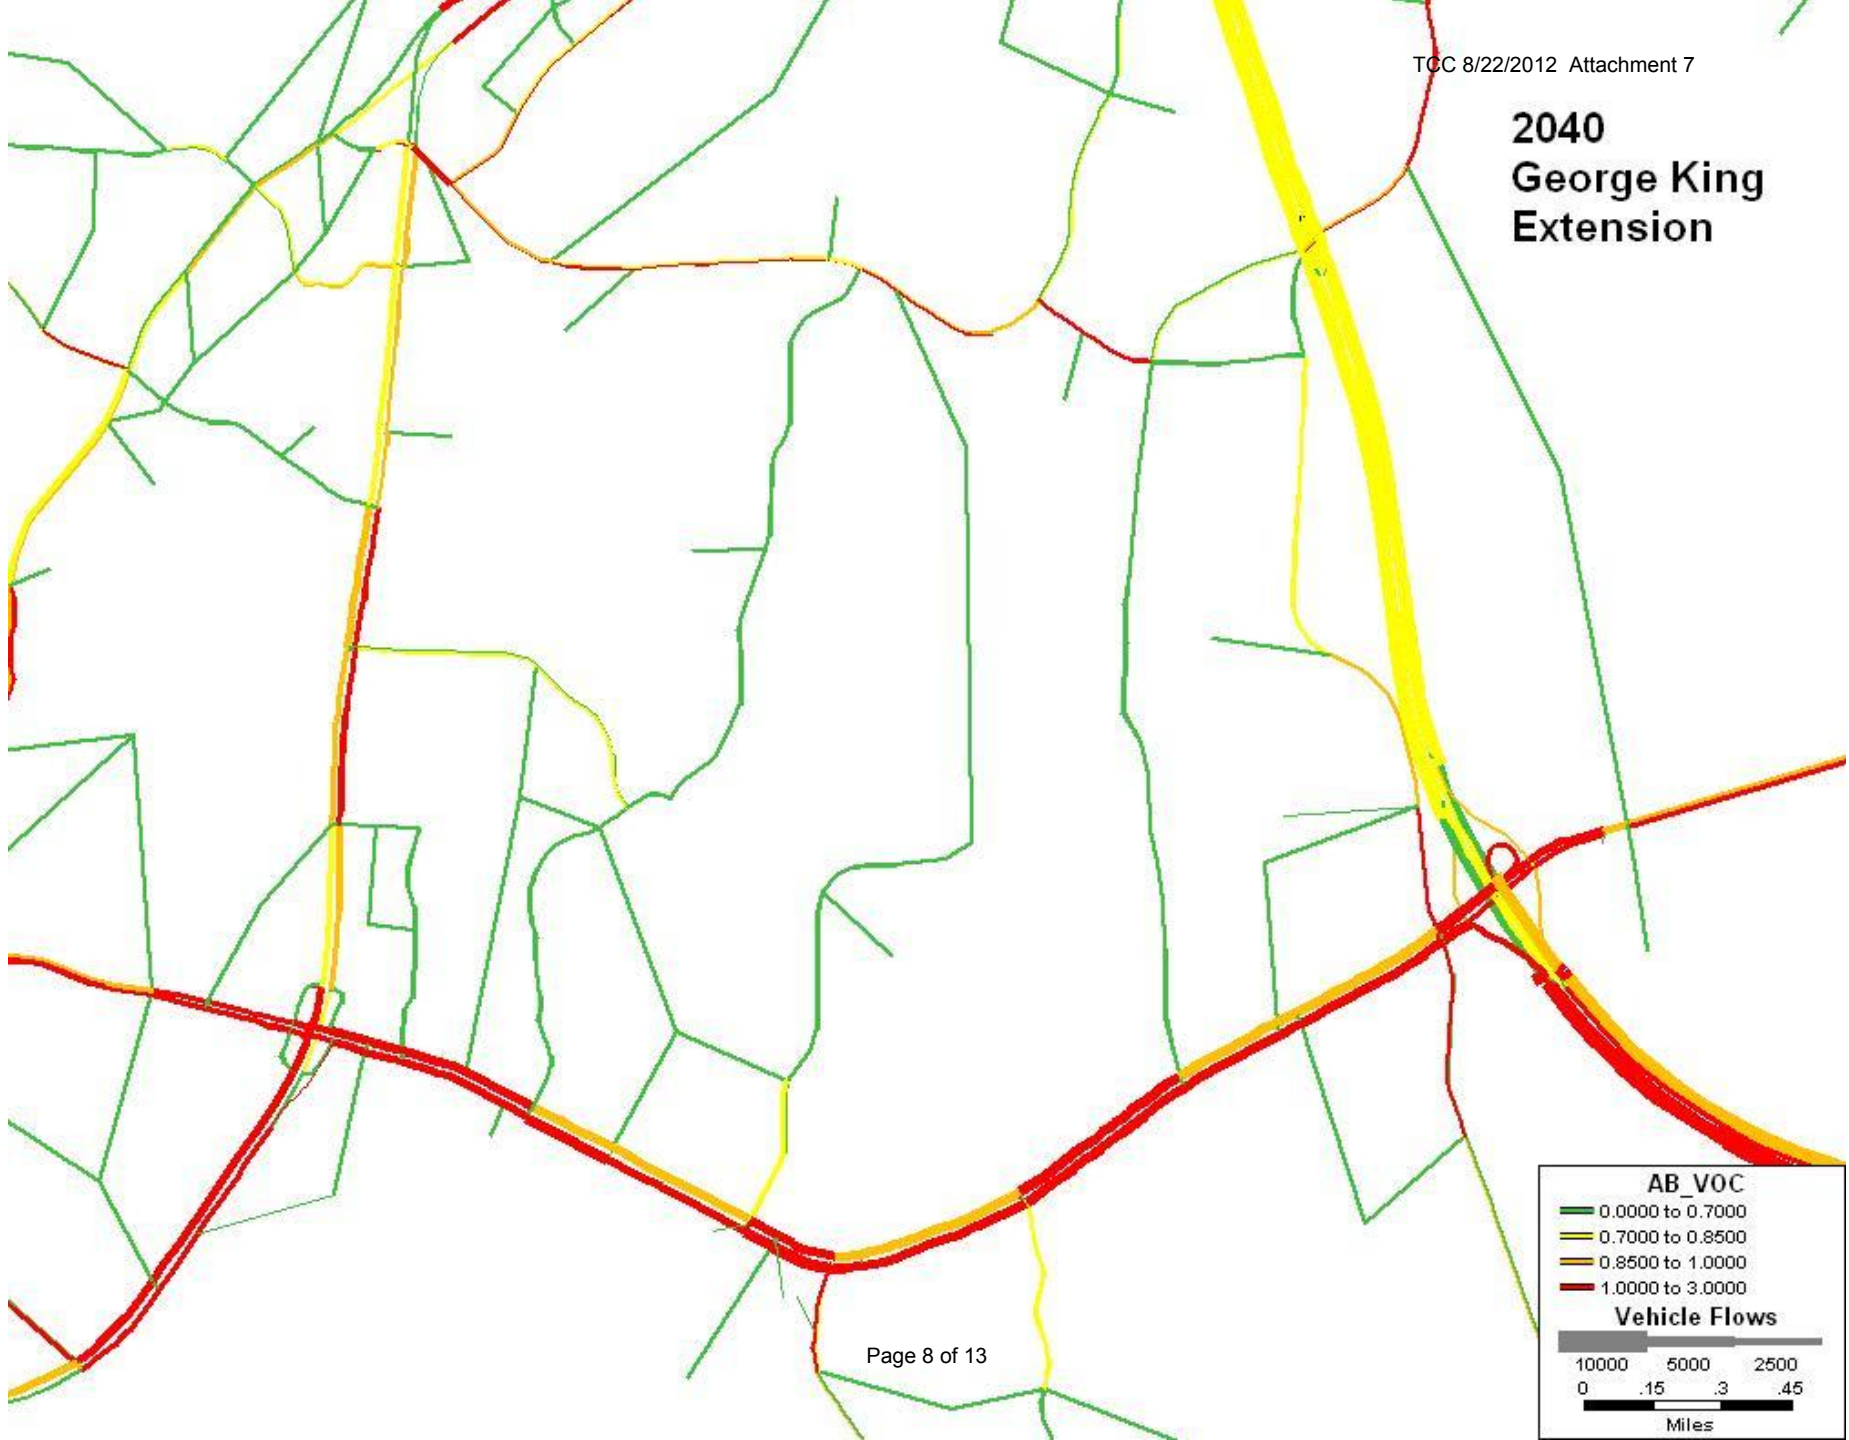 TCC 8/22/2012 Attachment 7
2040
George King
Extension
AB_VOC
0.0000 to 0.7000
0.7000 to 0.8500
0.8500 to 1.0000
1.0000 to 3.0000
Vehicle Flows
10000 5000 2500
0 .15 .3 .45
Miles
Page 8 of 13